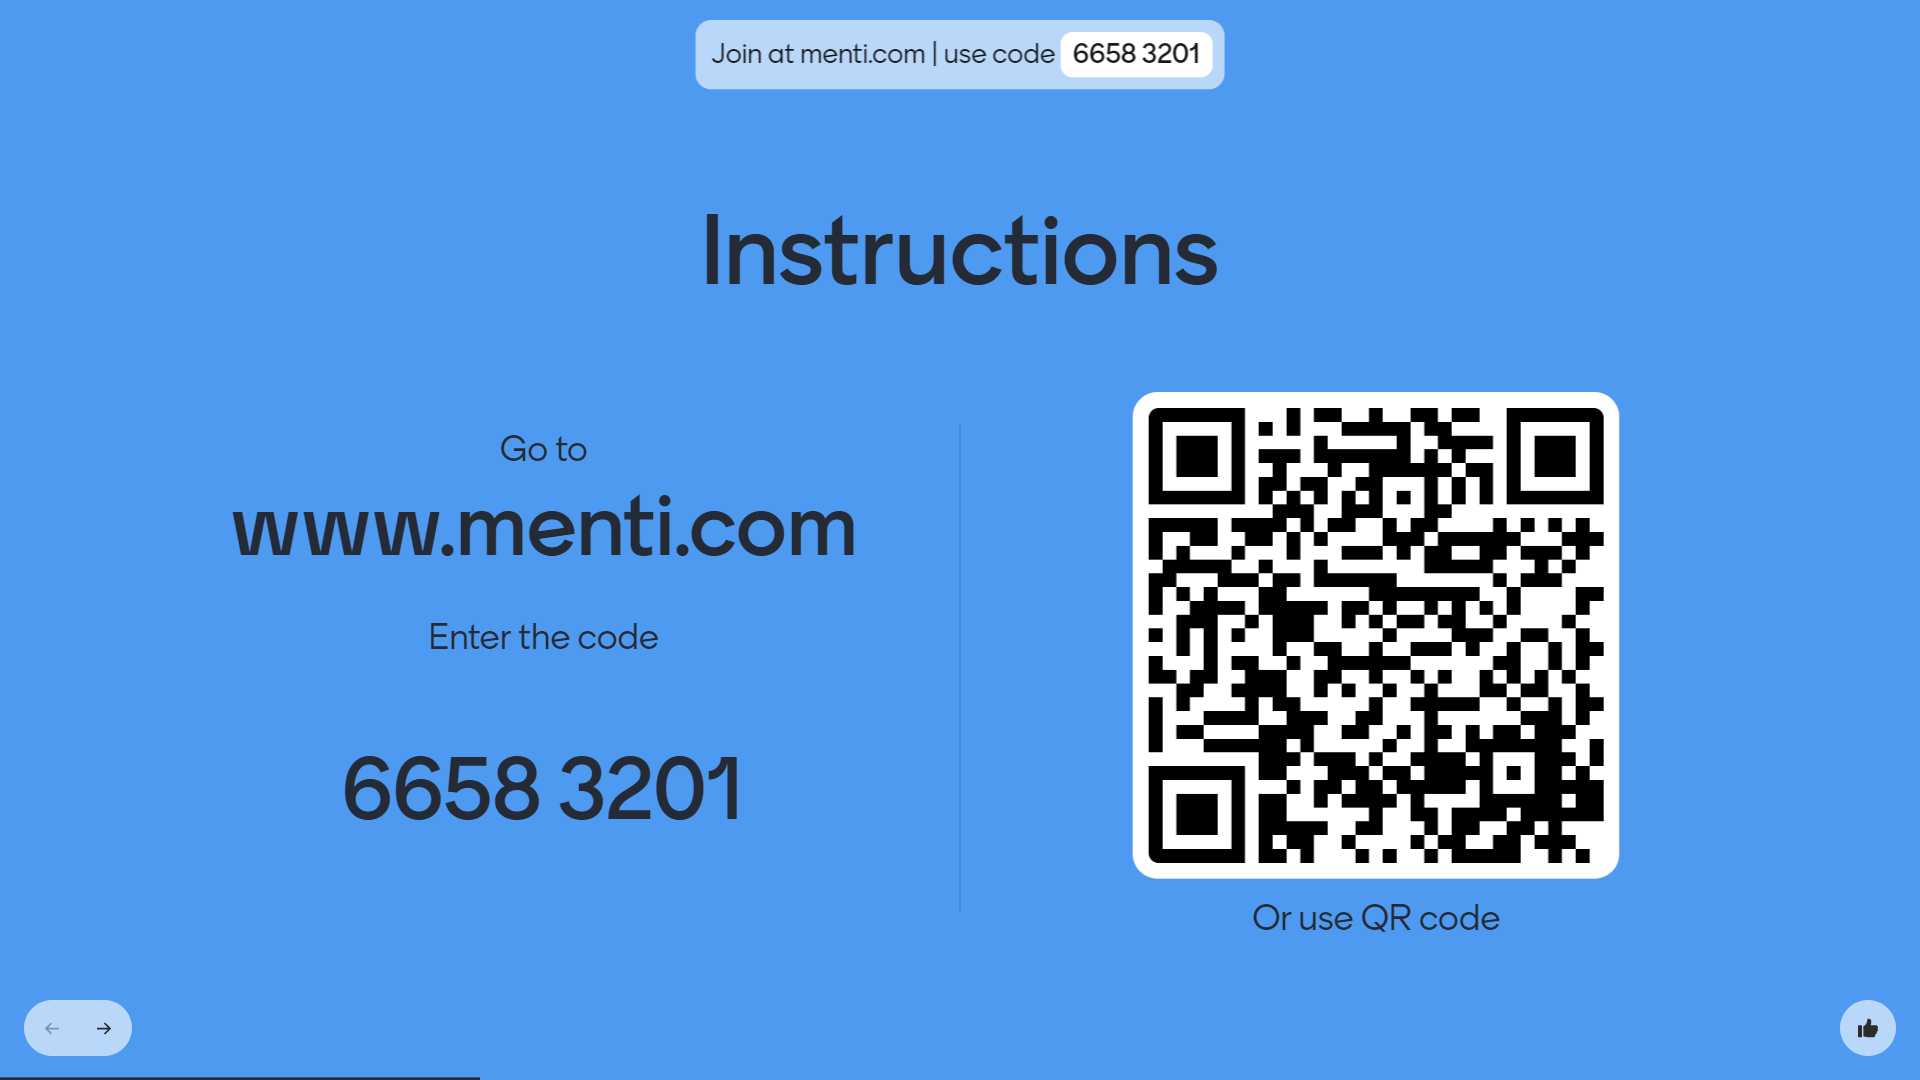 Join at menti.com | use code 6658 3201
Instructions
Go to
www.menti.com
Enter the code
6658 3201
Or use QR code